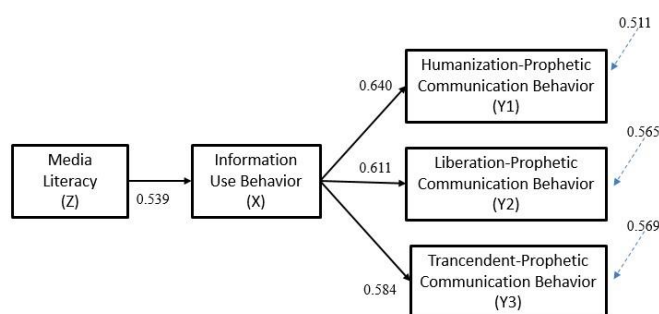 0.511
Humanization-Prophetic
Communication Behavior
(Y1)
0.640
0.565
Media
Literacy
(Z)
0.539
Information
Use Behavior
(X)
0.611
Liberation-Prophetic
Communication Behavior
(Y2)
0.569
Trancendent-Prophetic
Communication Behavior
(Y3)
0.584